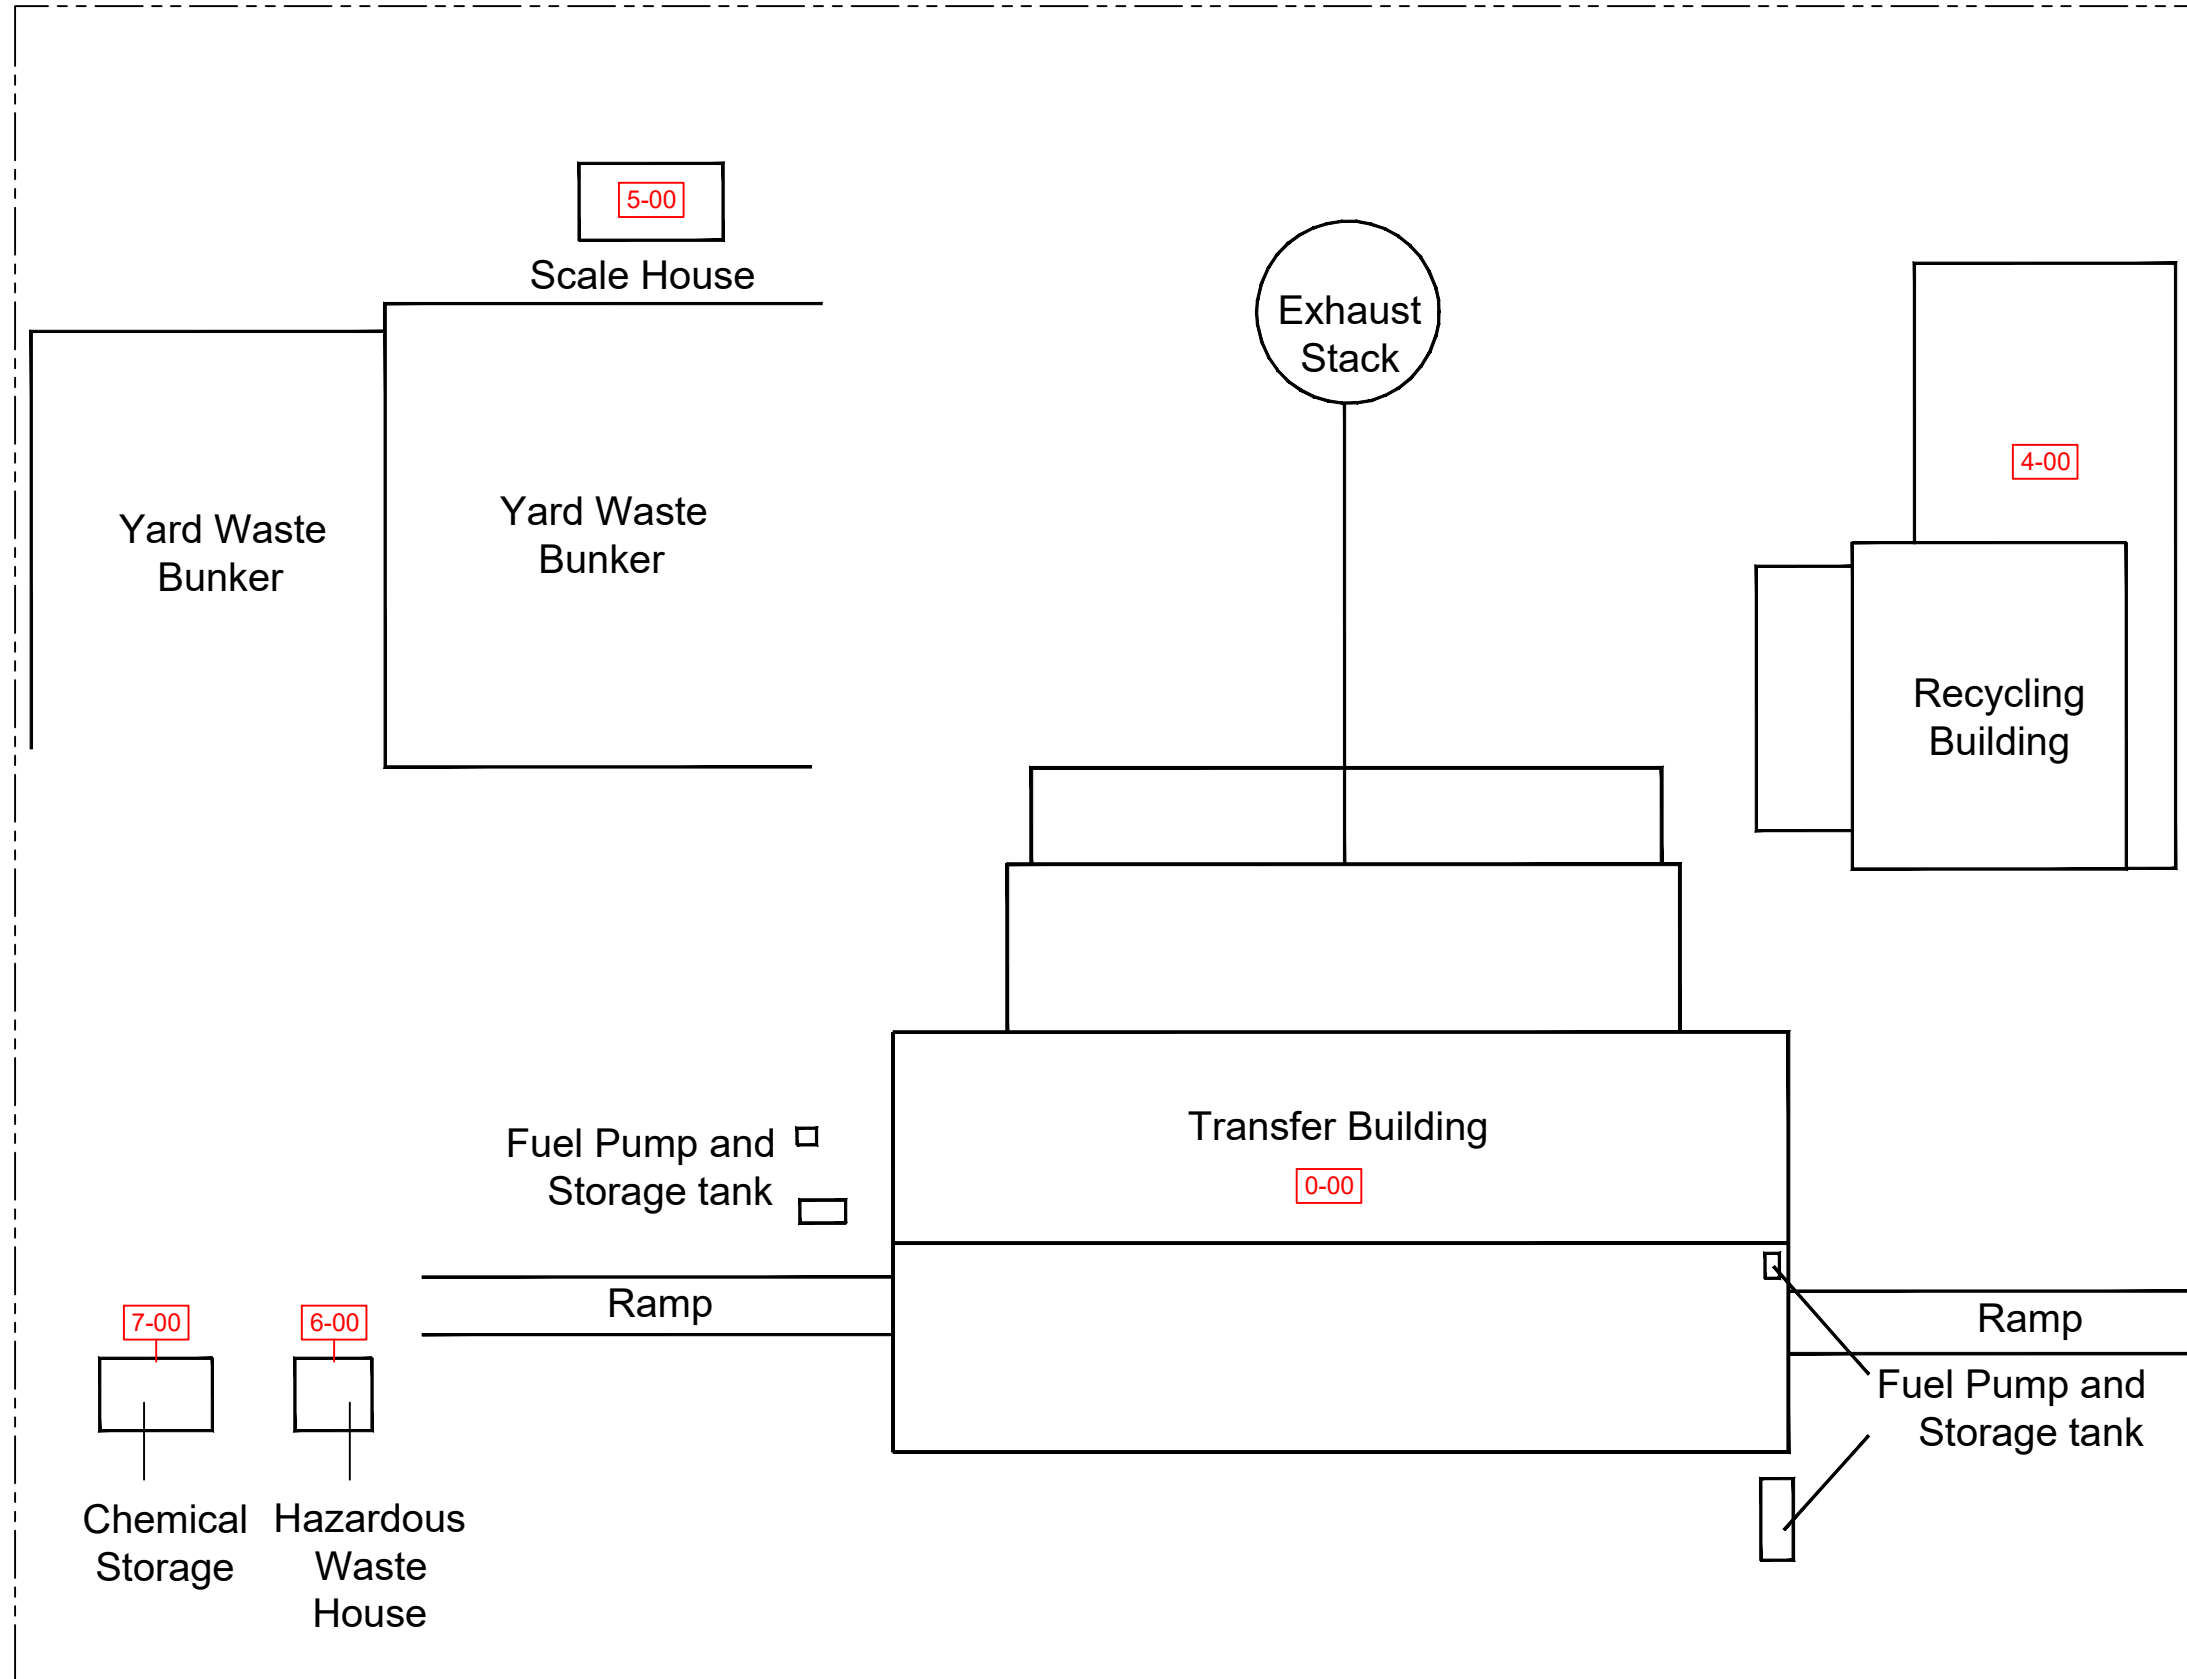 5-00
Scale House
Exhaust
Stack
4-00
Yard Waste
Bunker
Yard Waste
Bunker
Recycling
Building
Transfer Building
0-00
Fuel Pump and
Storage tank
Ramp
Ramp
7-00
6-00
Fuel Pump and
Storage tank
Chemical
Storage
Hazardous
Waste
House